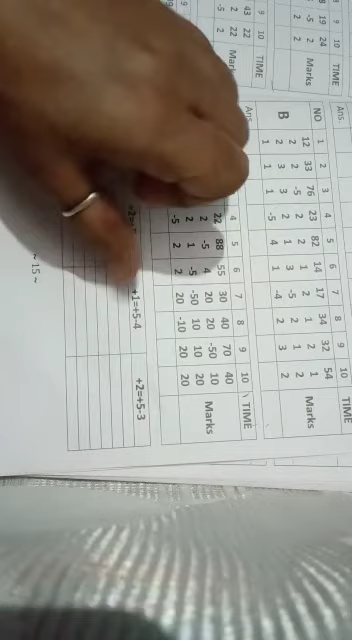 9 10 TIME
19 24
-5 2 Marks
2 2
9 10 TIME
43 22
2 22 Mark
-5 2
Ans.
NO 1 2 3 4 5 6 7 8 9 10 TIME
12 33 76 23 82 14 17 34 32 54
2 2 -5 2 1 1 2 1 2 1 Marks
B 2 3 3 2 2 3 -5 2 1 2
1 1 1 -5 4 1 -4 2 3 2
Ans
4 5 6 7 8 9 10 TIME
22 88 55 30 40 70 40
2 -5 4 20 20 -50 10 Marks
2 1 -5 -50 10 10 20
-5 2 2 20 -10 20 20
+1=+5-4 +2=+5-3
~ 15 ~